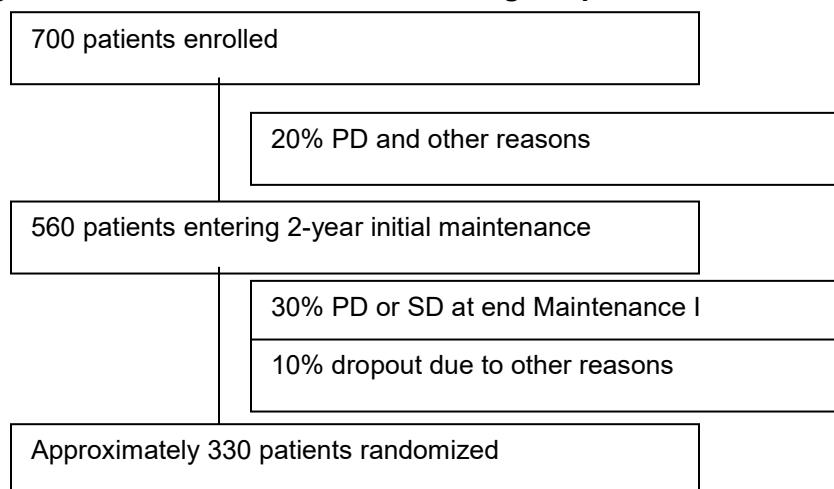 700 patients enrolled
20% PD and other reasons
560 patients entering 2-year initial maintenance
30% PD or SD at end Maintenance I
10% dropout due to other reasons
Approximately 330 patients randomized